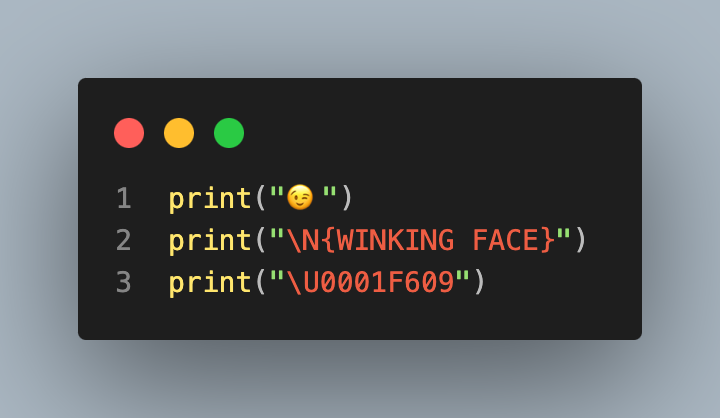 1 print("😉")
2 print("\N{WINKING FACE}")
3 print("\U0001F609")